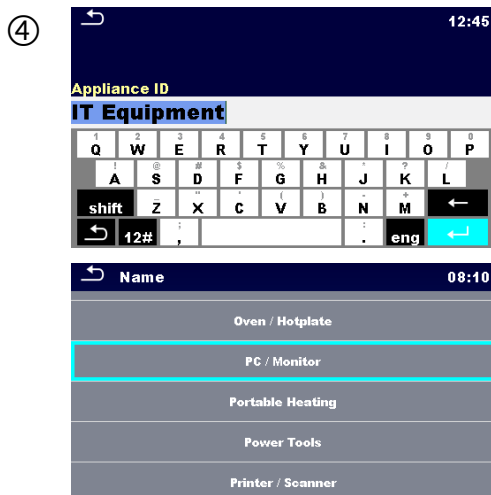 ④
12:45
Appliance ID
IT Equipment
1 2 3 4 5 6 7 8 9 0
Q W E R T Y U I O P
! @ # $ % & * ? /
A S D F G H J K L
shift Z X C V B N M ←
12# , . eng
Name 08:10
Oven / Hotplate
PC / Monitor
Portable Heating
Power Tools
Printer / Scanner